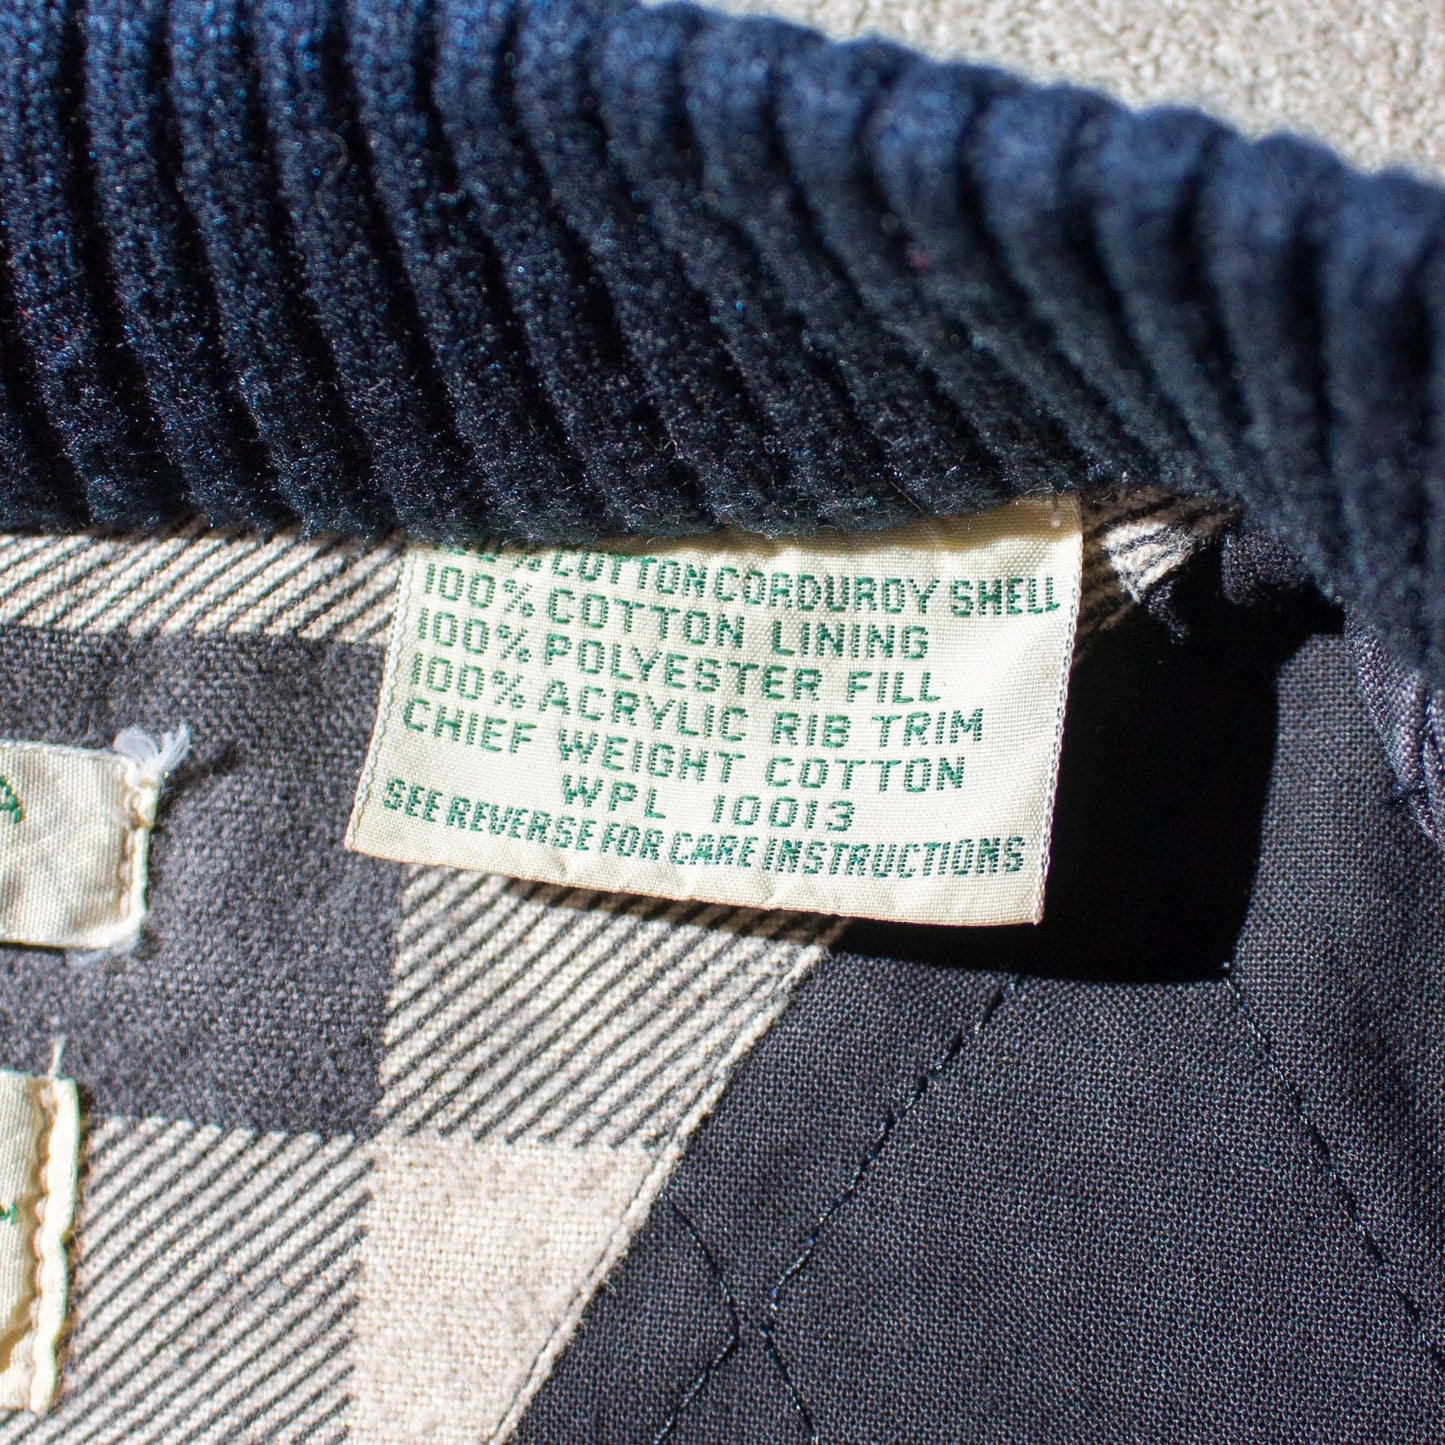 100% COTTON CORDUROY SHELL
100% COTTON LINING
100% POLYESTER FILL
100% ACRYLIC RIB TRIM
CHIEF WEIGHT COTTON
WPL 10013
SEE REVERSE FOR CARE INSTRUCTIONS
A